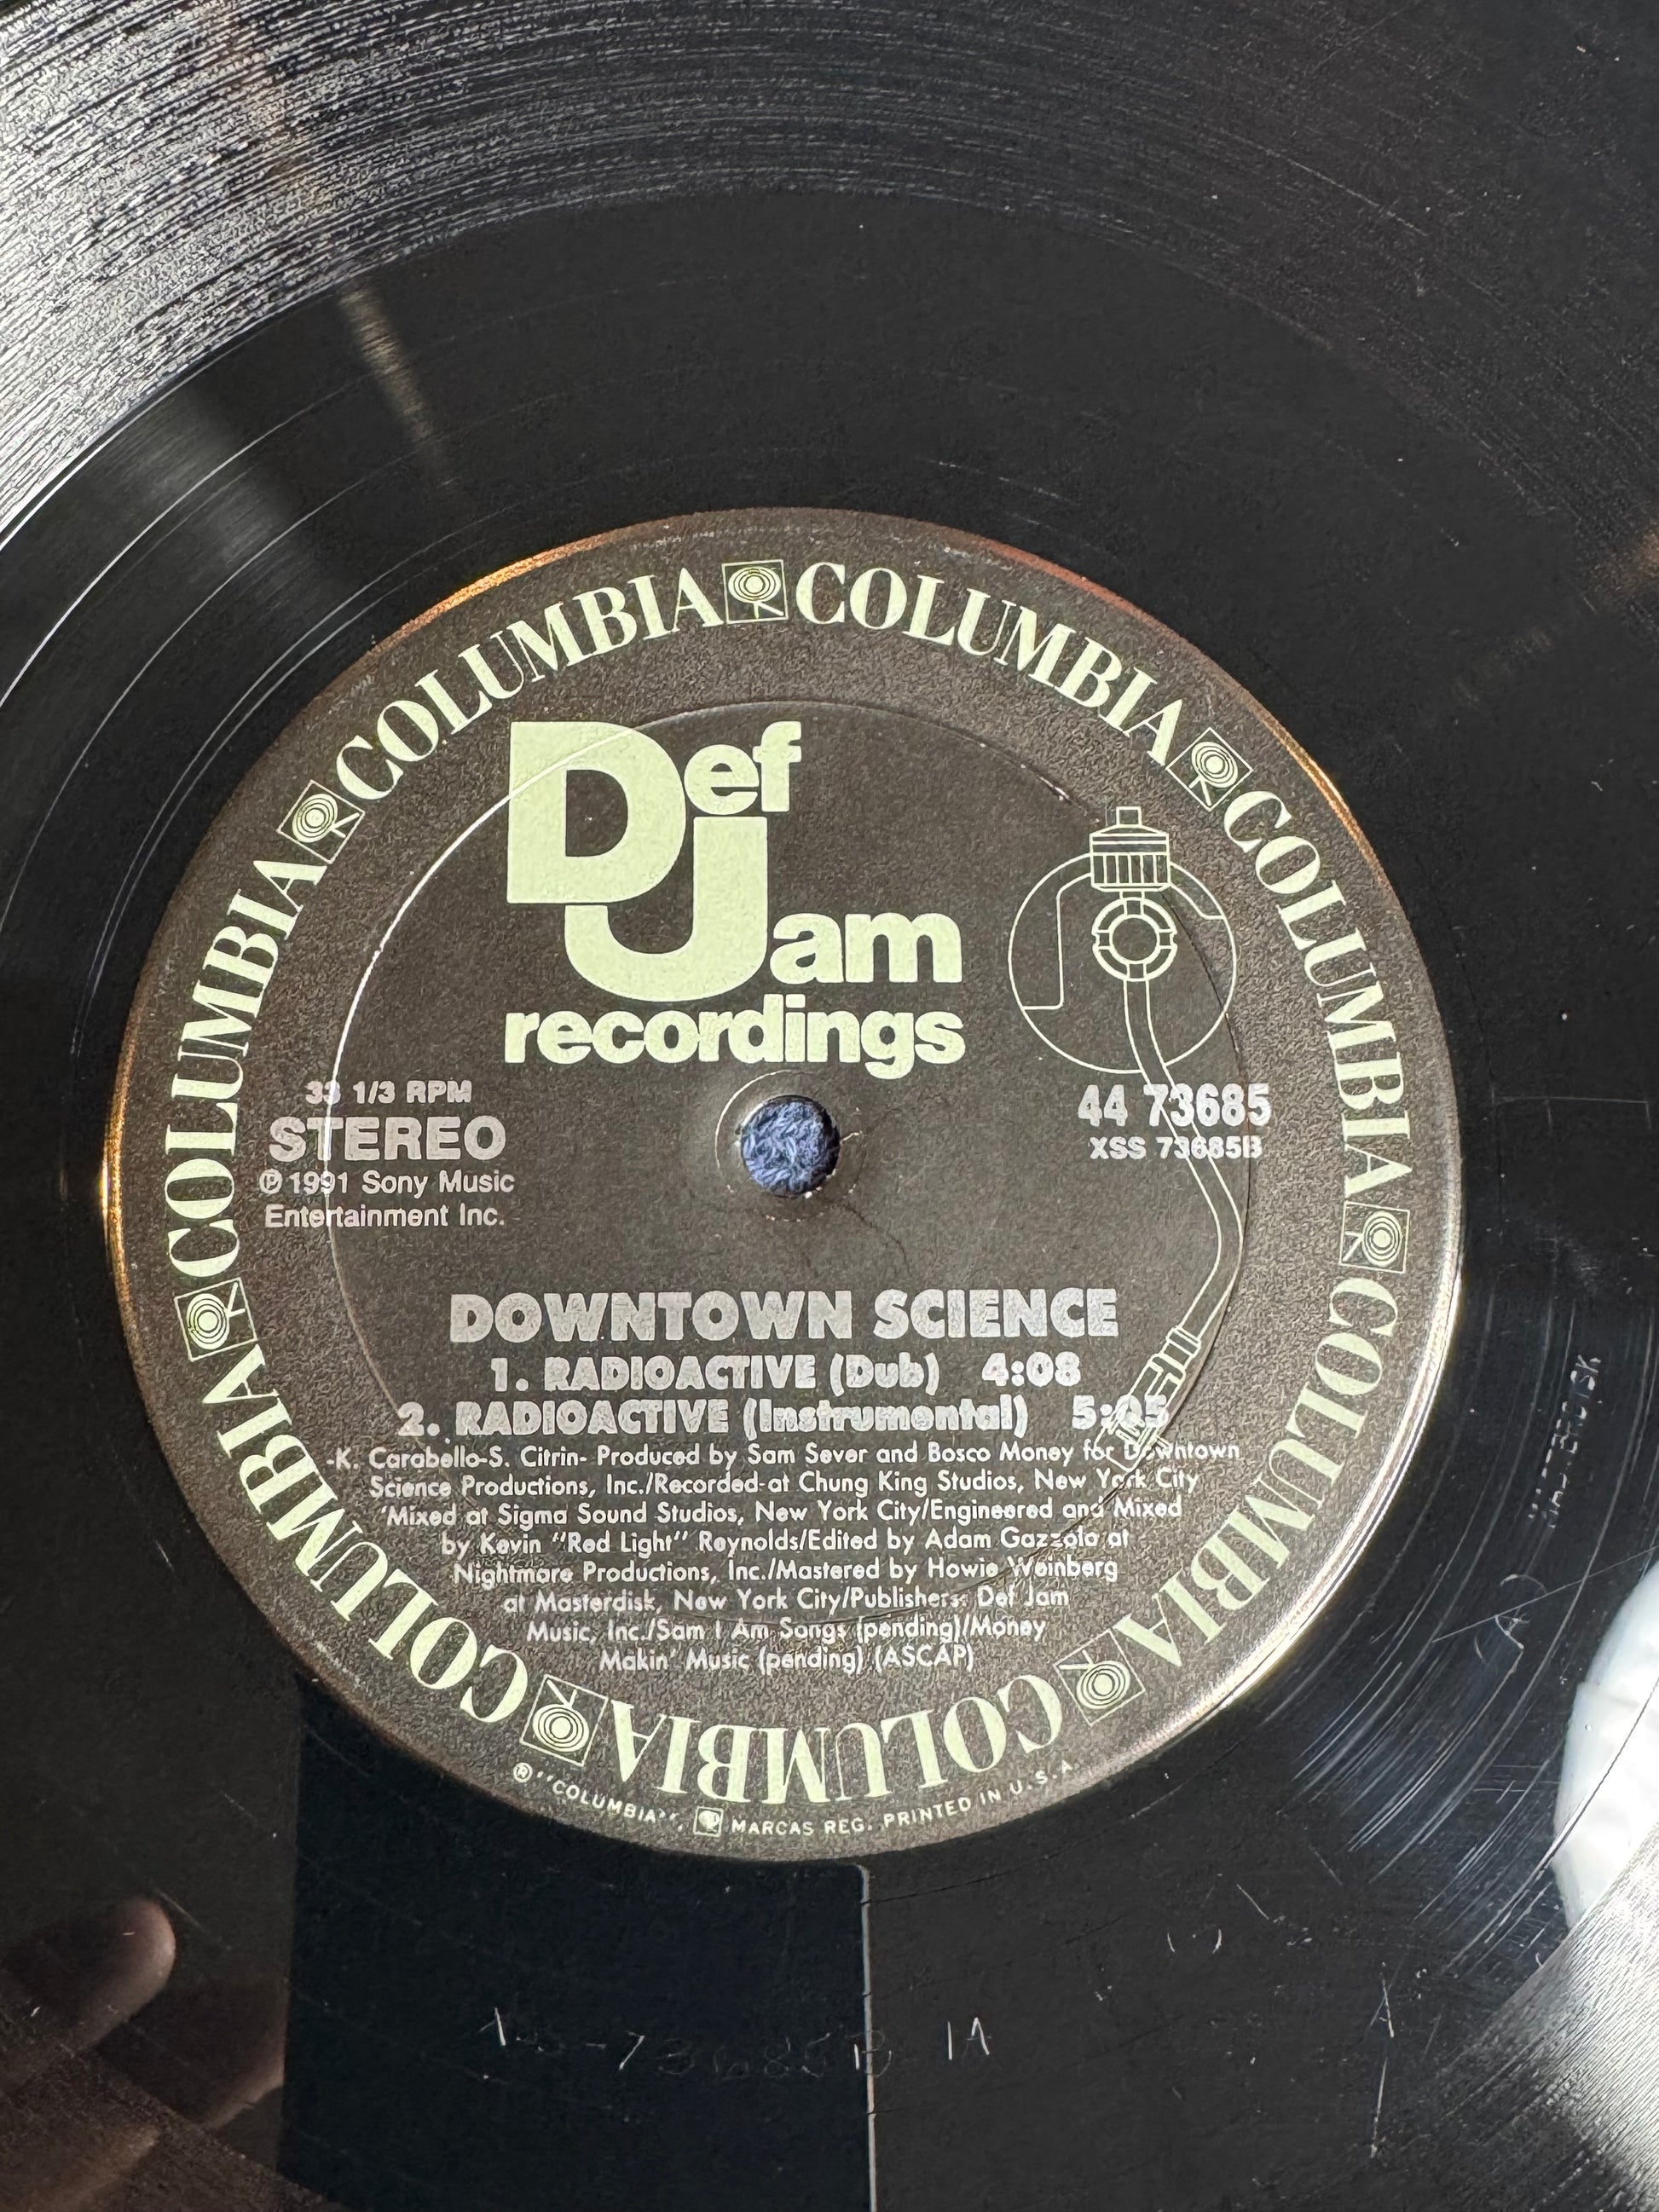 COLUMBIA COLUMBIA COLUMBIA COLUMBIA COLUMBIA COLUMBIA COLUMBIA COLUMBIA
Def
Jam
recordings
33 1/3 RPM
STEREO
℗ 1991 Sony Music
Entertainment Inc.
44 73685
XSS 73685B
DOWNTOWN SCIENCE
1. RADIOACTIVE (Dub) 4:08
2. RADIOACTIVE (Instrumental) 5:05
-K. Carabello-S. Citrin- Produced by Sam Sever and Bosco Money for Downtown
Science Productions, Inc./Recorded at Chung King Studios, New York City
Mixed at Sigma Sound Studios, New York City/Engineered and Mixed
by Kevin "Red Light" Reynolds/Edited by Adam Gazzola at
Nightmare Productions, Inc./Mastered by Howie Weinberg
at Masterdisk, New York City/Publishers: Def Jam
Music, Inc./Sam I Am Songs (pending)/Money
Makin' Music (pending) (ASCAP)
® "COLUMBIA", MARCAS REG. PRINTED IN U.S.A.
73685B 1A
A
MASTERDISK